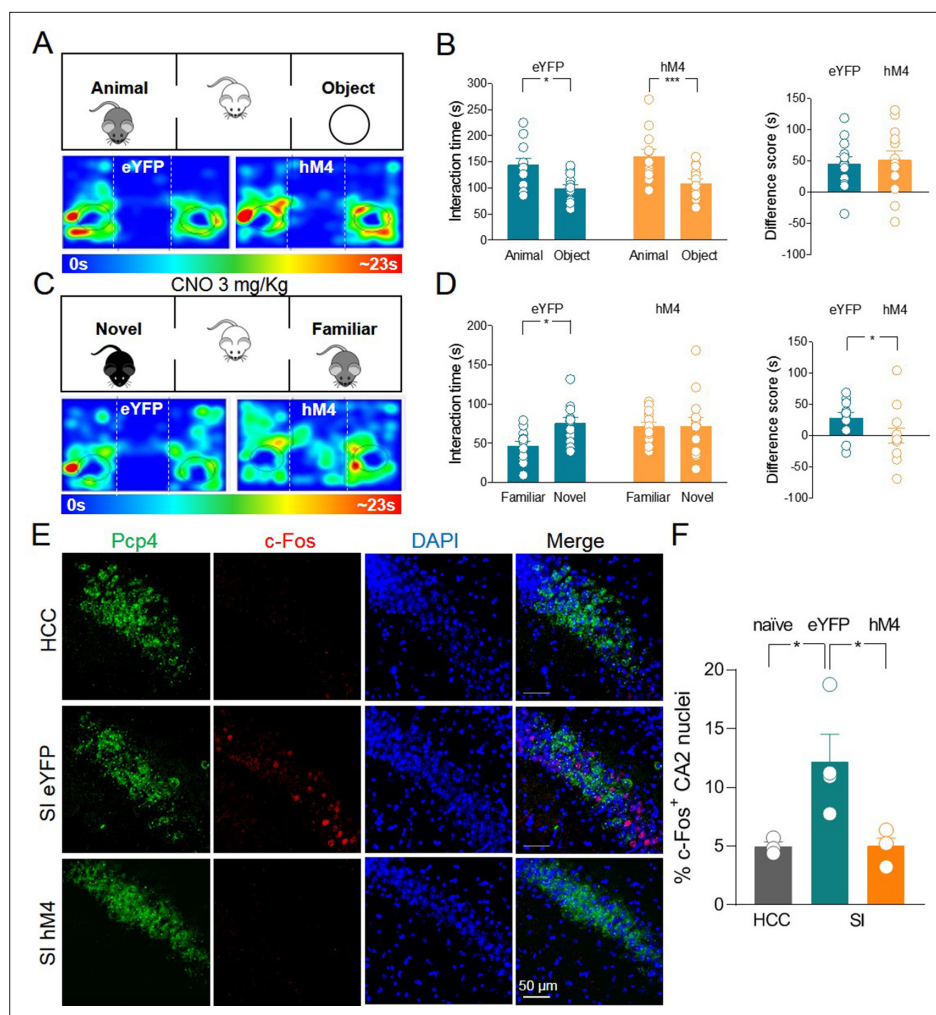 A
Animal
Object
eYFP
hM4
0s
~23s
B
eYFP
hM4
*
***
Interaction time (s)
300
250
200
150
100
50
0
Animal Object Animal Object
eYFP hM4
Difference score (s)
150
100
50
0
-50
-100
C
CNO 3 mg/Kg
Novel
Familiar
eYFP
hM4
0s
~23s
D
eYFP
hM4
*
Interaction time (s)
200
150
100
50
0
Familiar Novel Familiar Novel
eYFP hM4
*
Difference score (s)
150
100
50
0
-50
-100
E
Pcp4 c-Fos DAPI Merge
HCC
SI eYFP
SI hM4
50 µm
F
naïve eYFP hM4
* *
% c-Fos+ CA2 nuclei
20
15
10
5
0
HCC SI